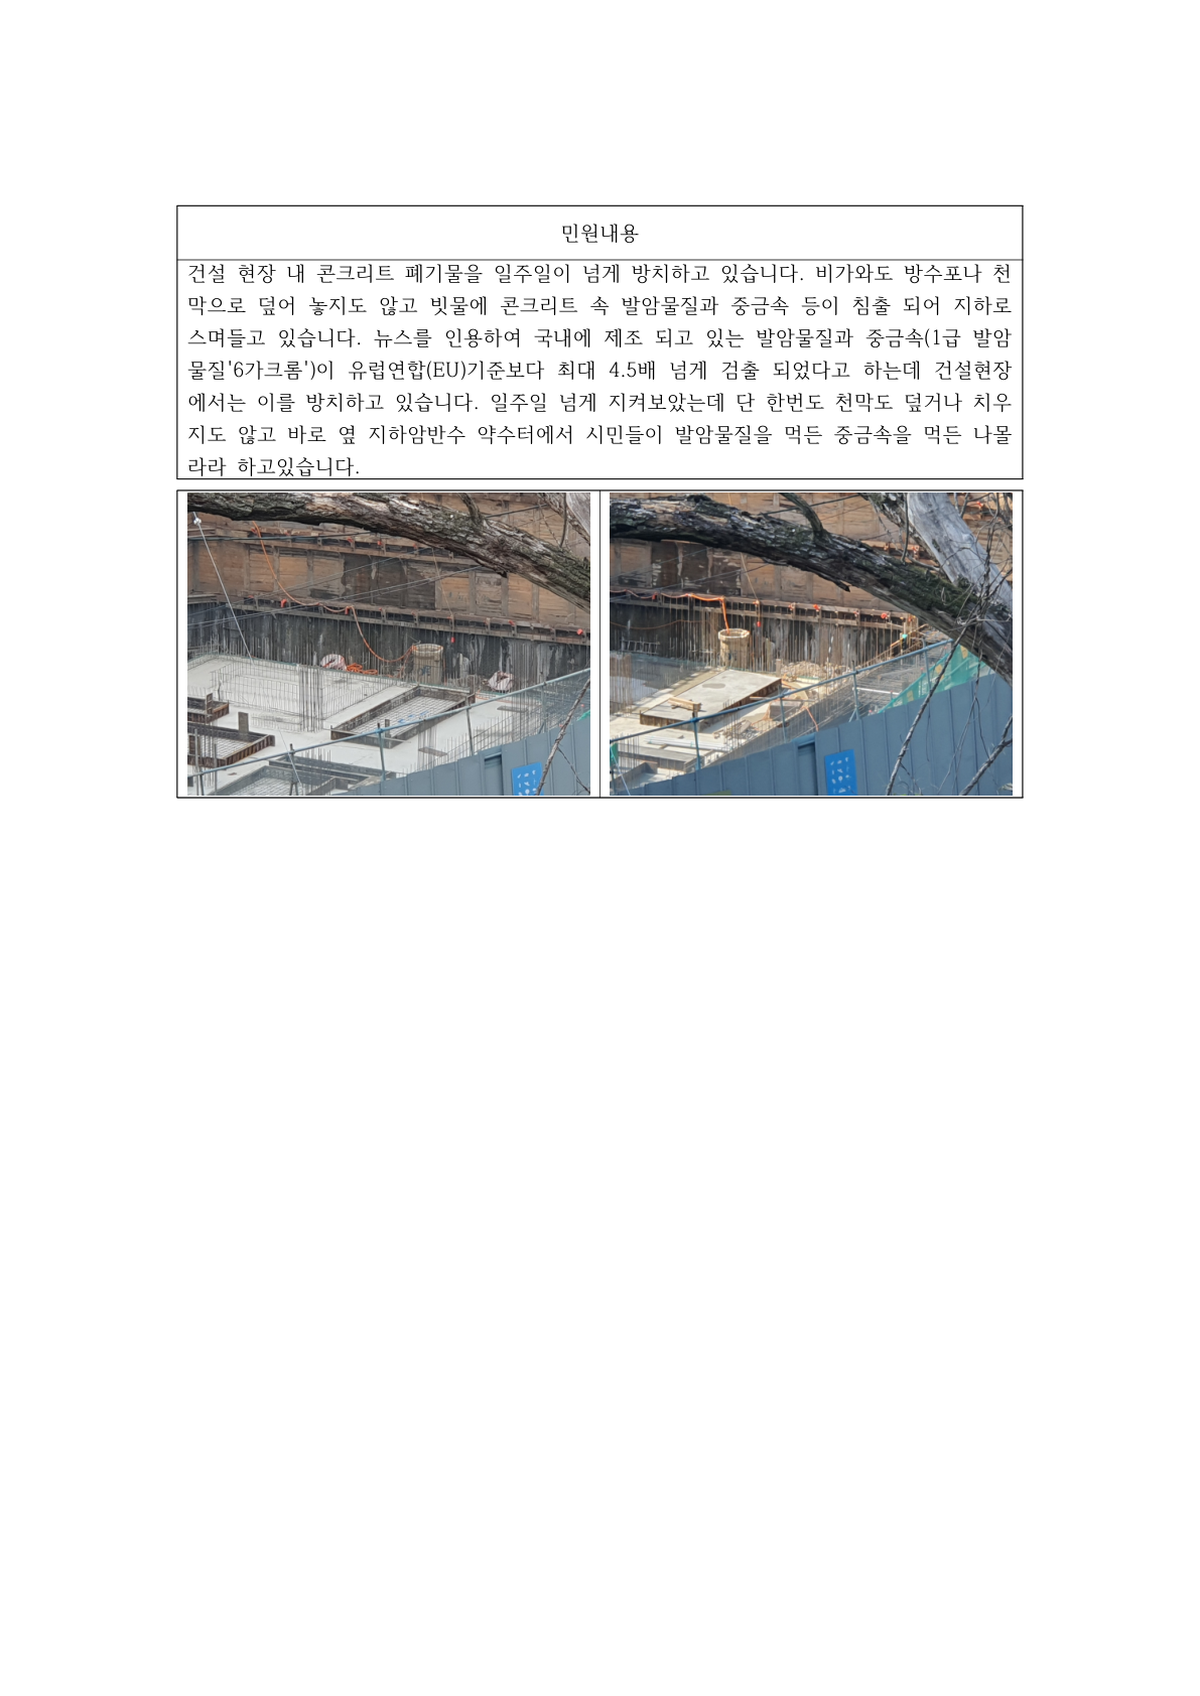 민원내용
건설 현장 내 콘크리트 폐기물을 일주일이 넘게 방치하고 있습니다. 비가와도 방수포나 천
막으로 덮어 놓지도 않고 빗물에 콘크리트 속 발암물질과 중금속 등이 침출 되어 지하로
스며들고 있습니다. 뉴스를 인용하여 국내에 제조 되고 있는 발암물질과 중금속(1급 발암
물질'6가크롬')이 유럽연합(EU)기준보다 최대 4.5배 넘게 검출 되었다고 하는데 건설현장
에서는 이를 방치하고 있습니다. 일주일 넘게 지켜보았는데 단 한번도 천막도 덮거나 치우
지도 않고 바로 옆 지하암반수 약수터에서 시민들이 발암물질을 먹든 중금속을 먹든 나몰
라라 하고있습니다.